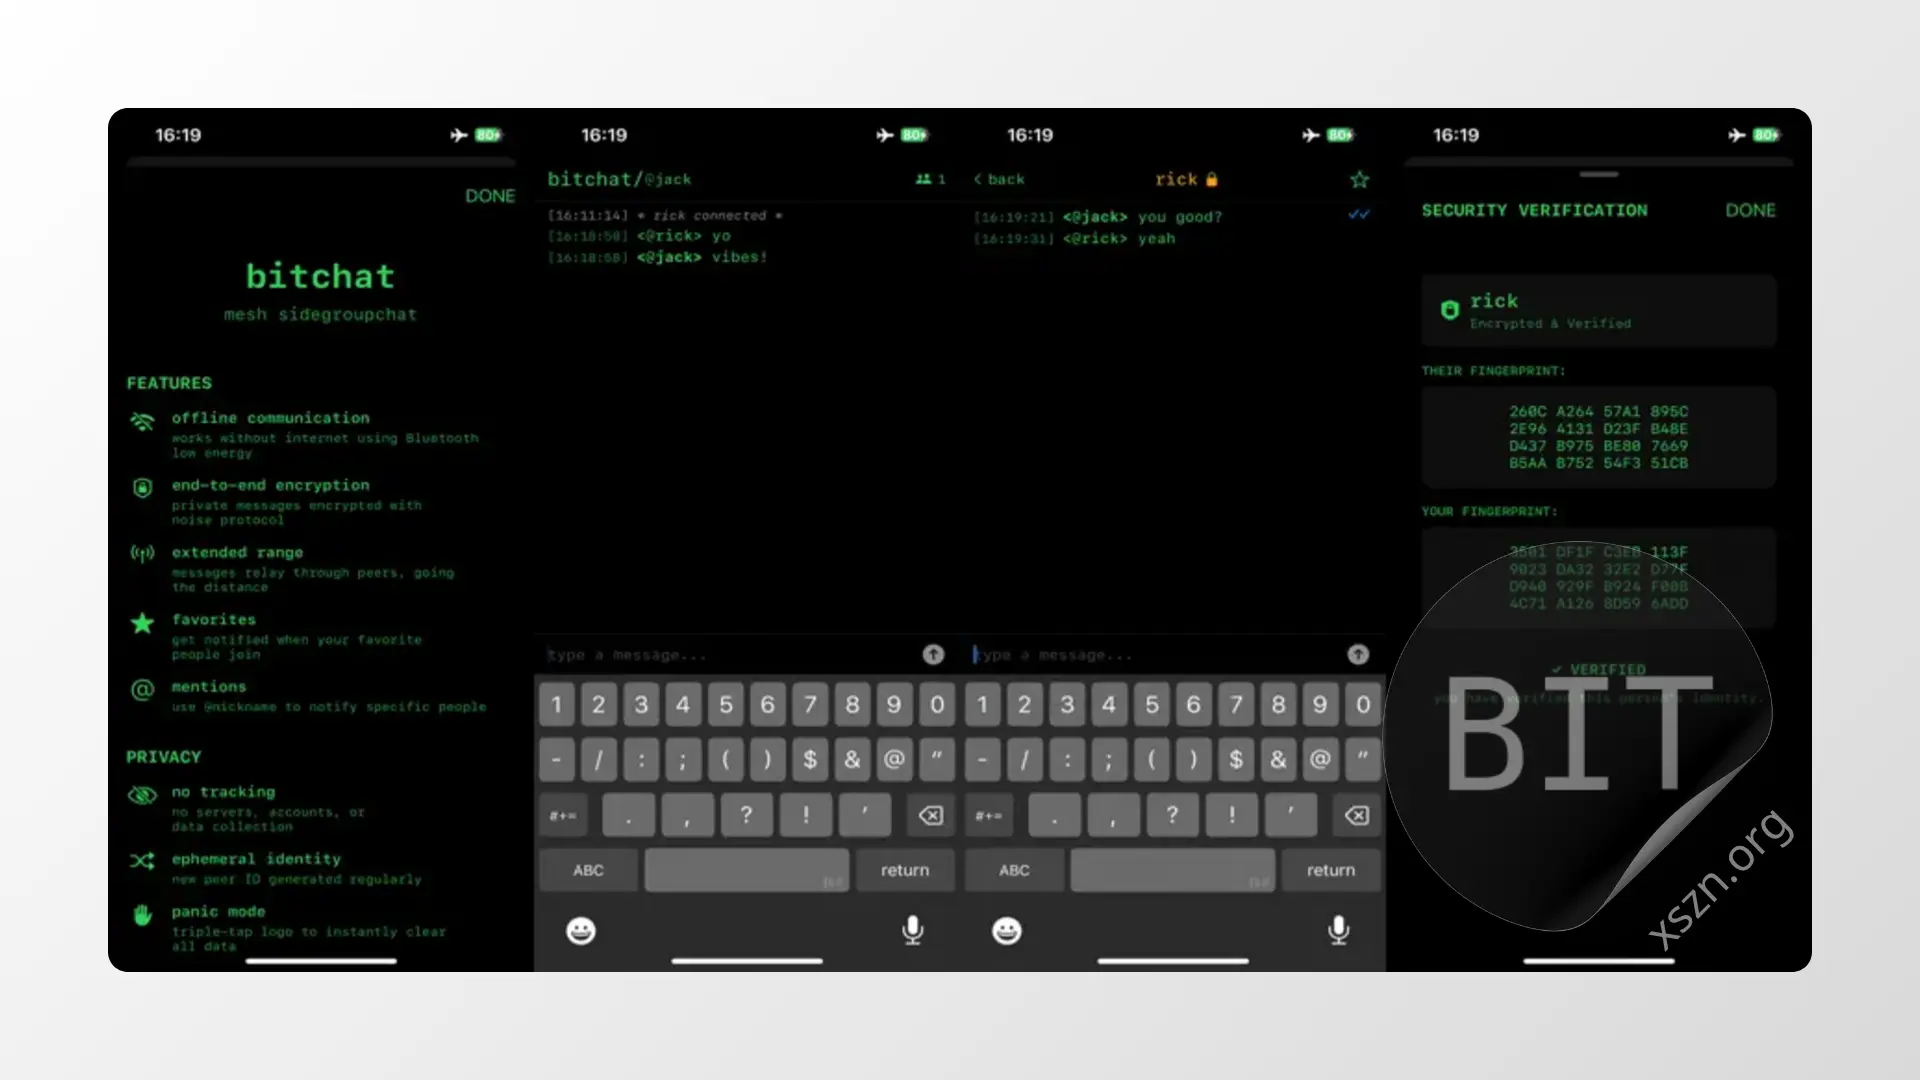 16:19
80
DONE
bitchat
mesh sidegroupchat
FEATURES
offline communication
works without internet using Bluetooth
low energy
end-to-end encryption
private messages encrypted with
noise protocol
extended range
messages relay through peers, going
the distance
favorites
get notified when your favorite
people join
@
mentions
use @nickname to notify specific people
PRIVACY
no tracking
no servers, accounts, or
data collection
ephemeral identity
new peer ID generated regularly
panic mode
triple-tap logo to instantly clear
all data
16:19
80
bitchat/@jack
1
[16:11:14] * rick connected *
[16:18:50] <@rick> yo
[16:18:58] <@jack> vibes!
type a message...
1 2 3 4 5 6 7 8 9 0
- / : ; ( ) $ & @ "
#+= . , ? ! '
ABC return
16:19
80
< back
rick
[16:19:21] <@jack> you good?
[16:19:31] <@rick> yeah
type a message...
1 2 3 4 5 6 7 8 9 0
- / : ; ( ) $ & @ "
#+= . , ? ! '
ABC return
16:19
80
SECURITY VERIFICATION
DONE
rick
Encrypted & Verified
THEIR FINGERPRINT:
260C A264 57A1 895C
2E96 4131 D23F B48E
D437 B975 BE80 7669
B5AA B752 54F3 51CB
YOUR FINGERPRINT:
3501 DF1F C3EB 113F
9023 DA32 32E2 D77F
D940 929F B924 F00B
4C71 A126 8D59 6ADD
✓ VERIFIED
you have verified this person's identity.
BIT
xszn.org